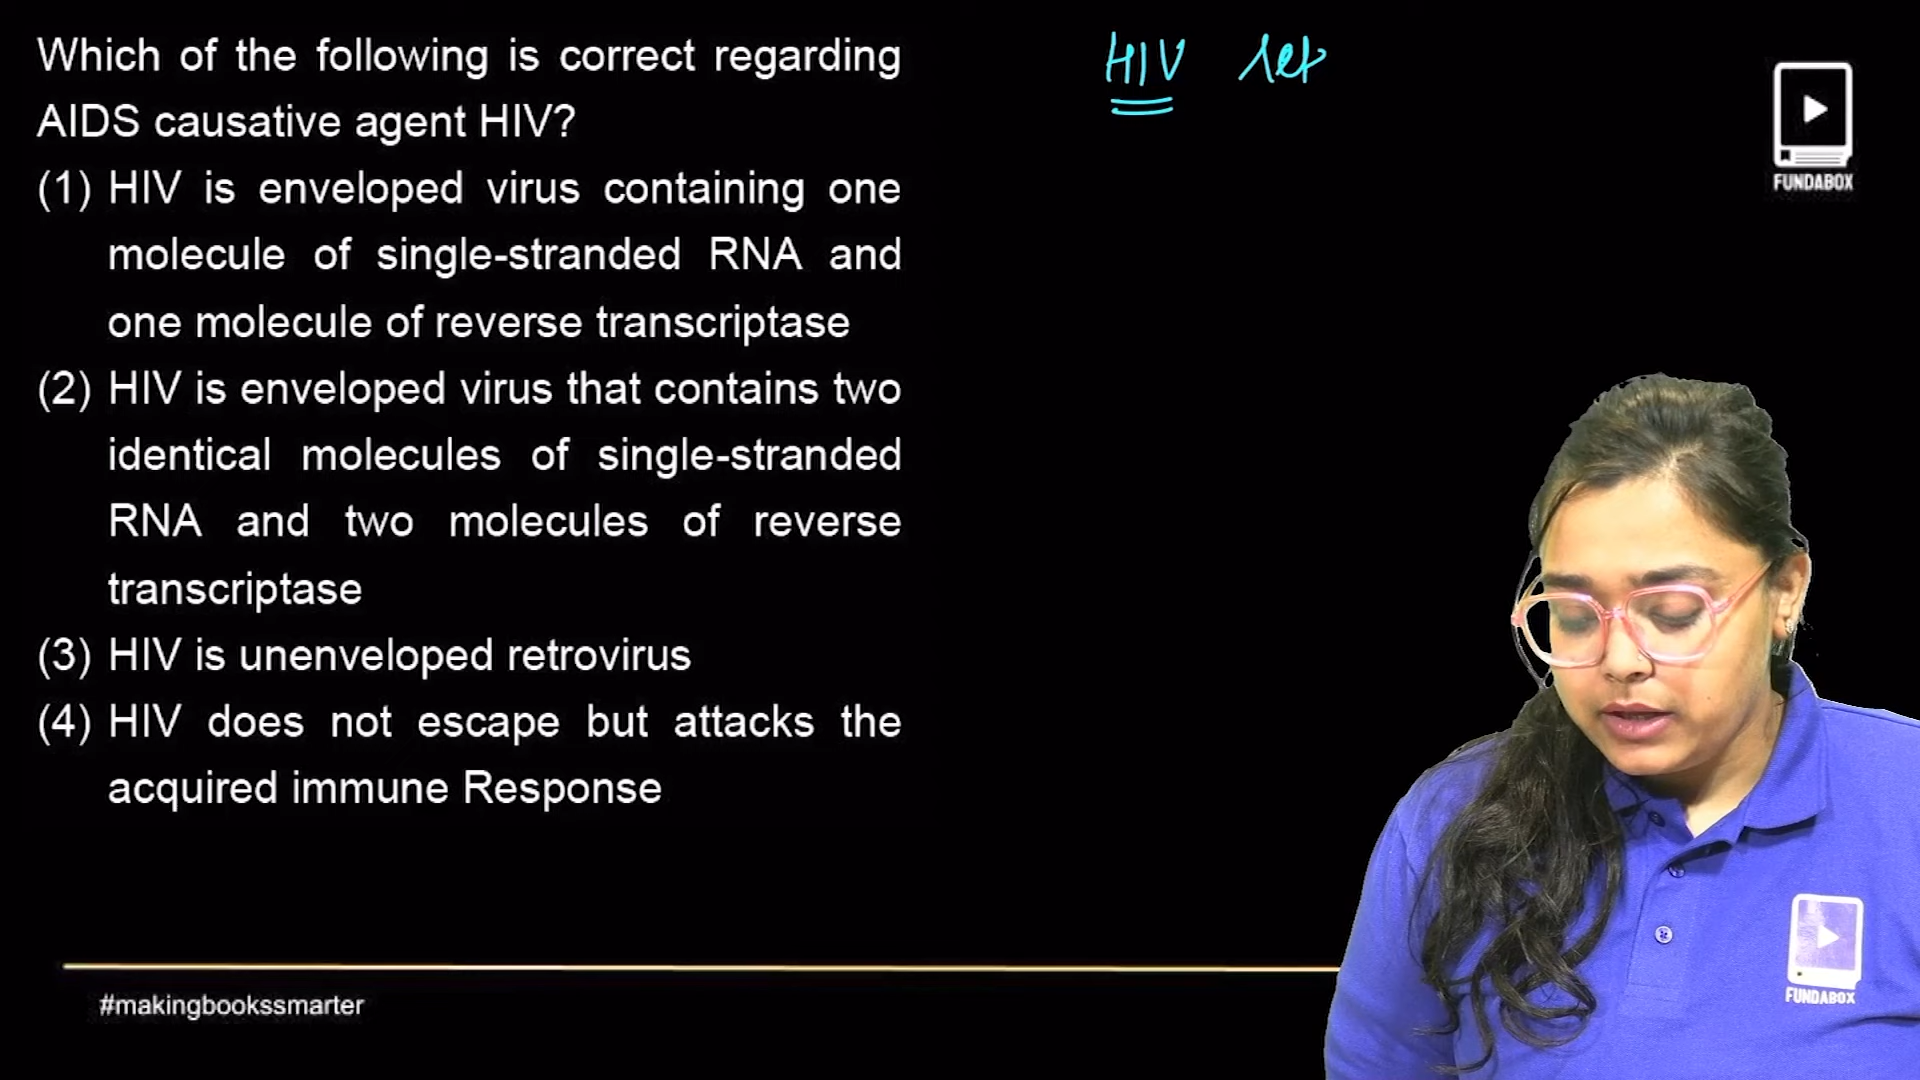 Which of the following is correct regarding
AIDS causative agent HIV?
(1) HIV is enveloped virus containing one
molecule of single-stranded RNA and
one molecule of reverse transcriptase
(2) HIV is enveloped virus that contains two
identical molecules of single-stranded
RNA and two molecules of reverse
transcriptase
(3) HIV is unenveloped retrovirus
(4) HIV does not escape but attacks the
acquired immune Response
HIV
FUNDABOX
FUNDABOX
#makingbookssmarter